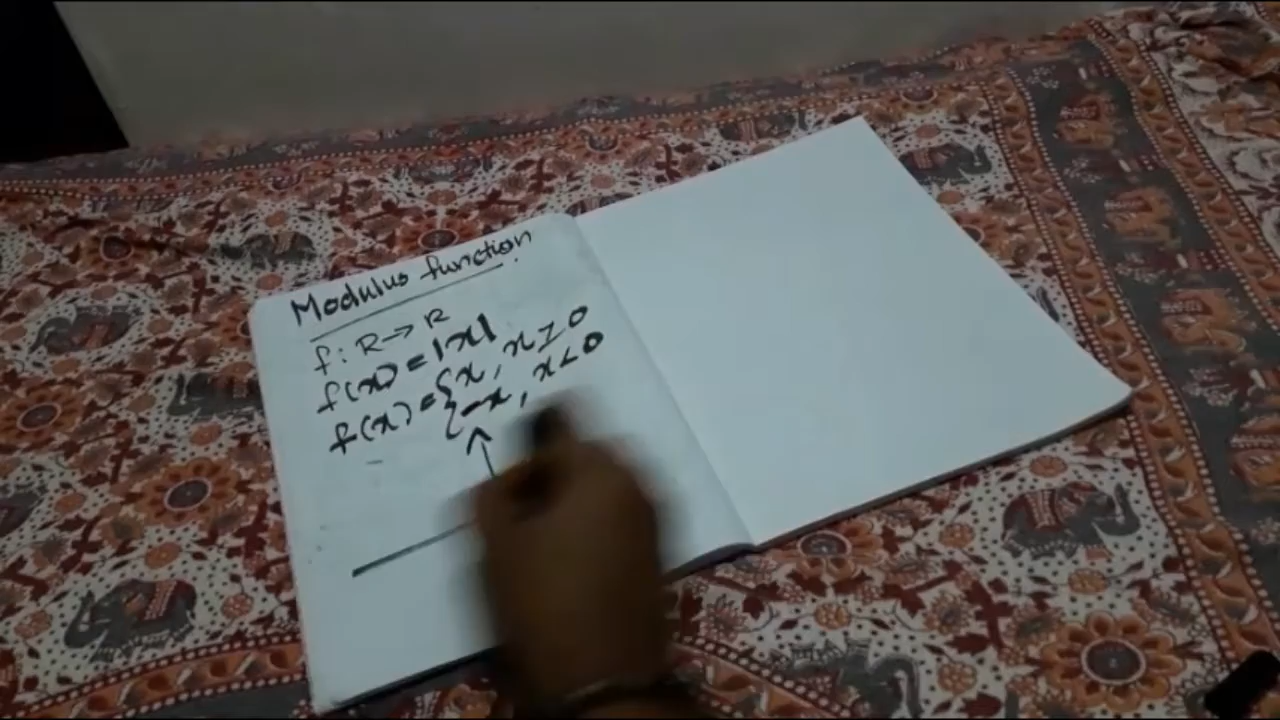 Modulus function
f: R→R
f(x) = |x|
f(x) = {x, x ≥ 0
{-x, x < 0